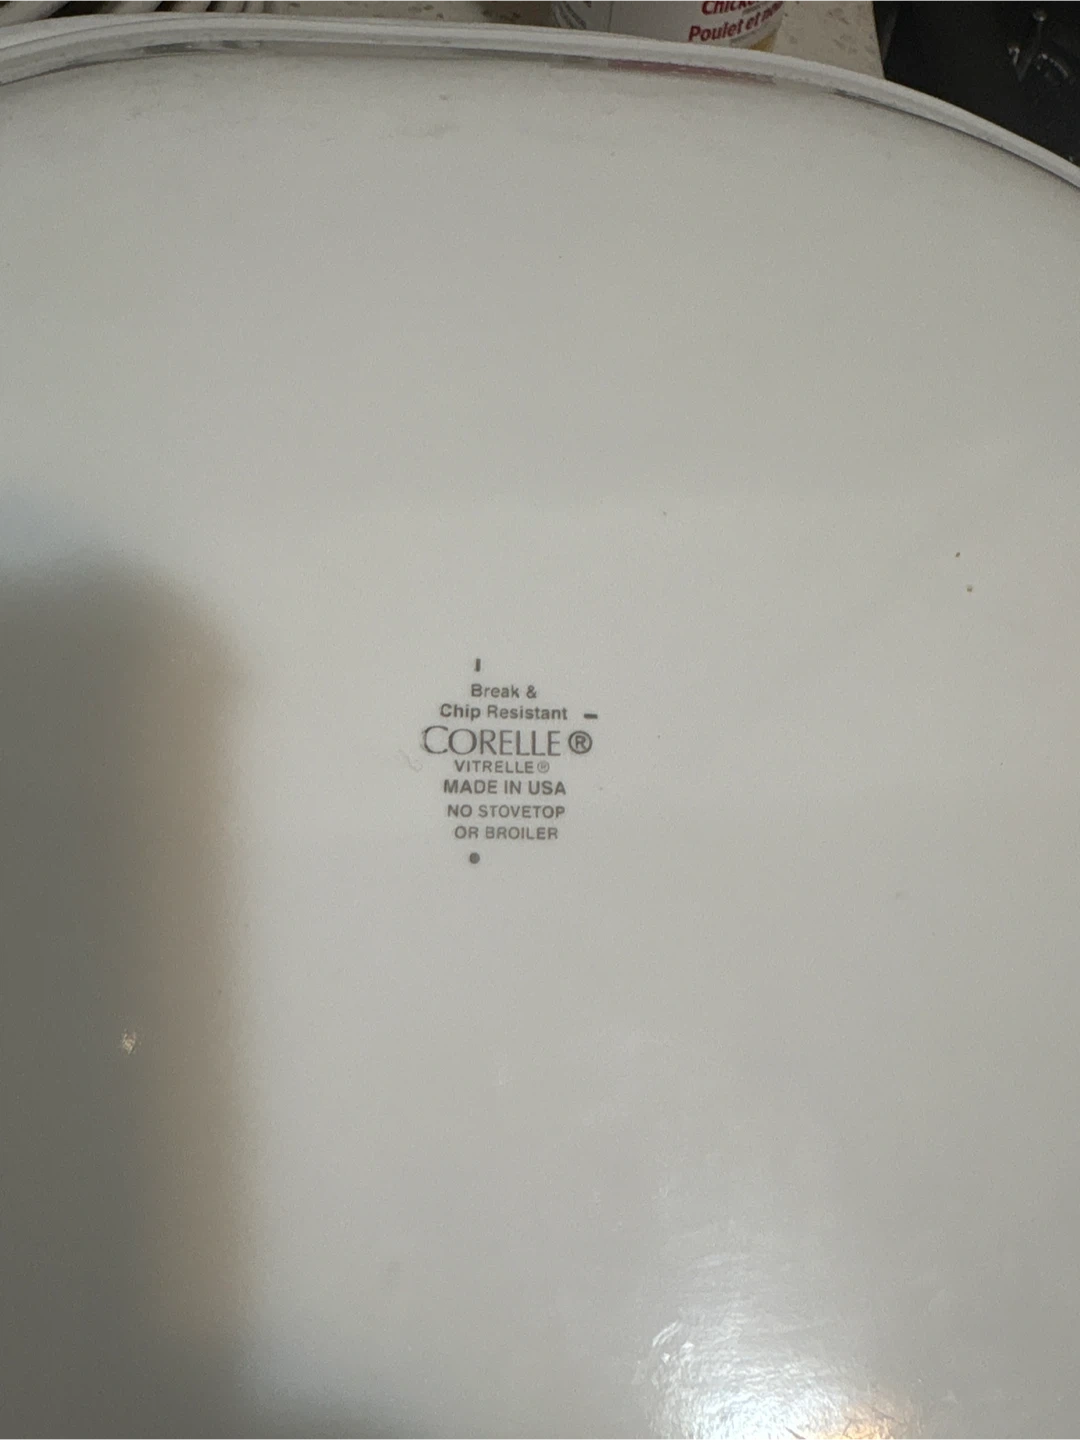 Poulet et
Break &
Chip Resistant
CORELLE®
VITRELLE®
MADE IN USA
NO STOVETOP
OR BROILER